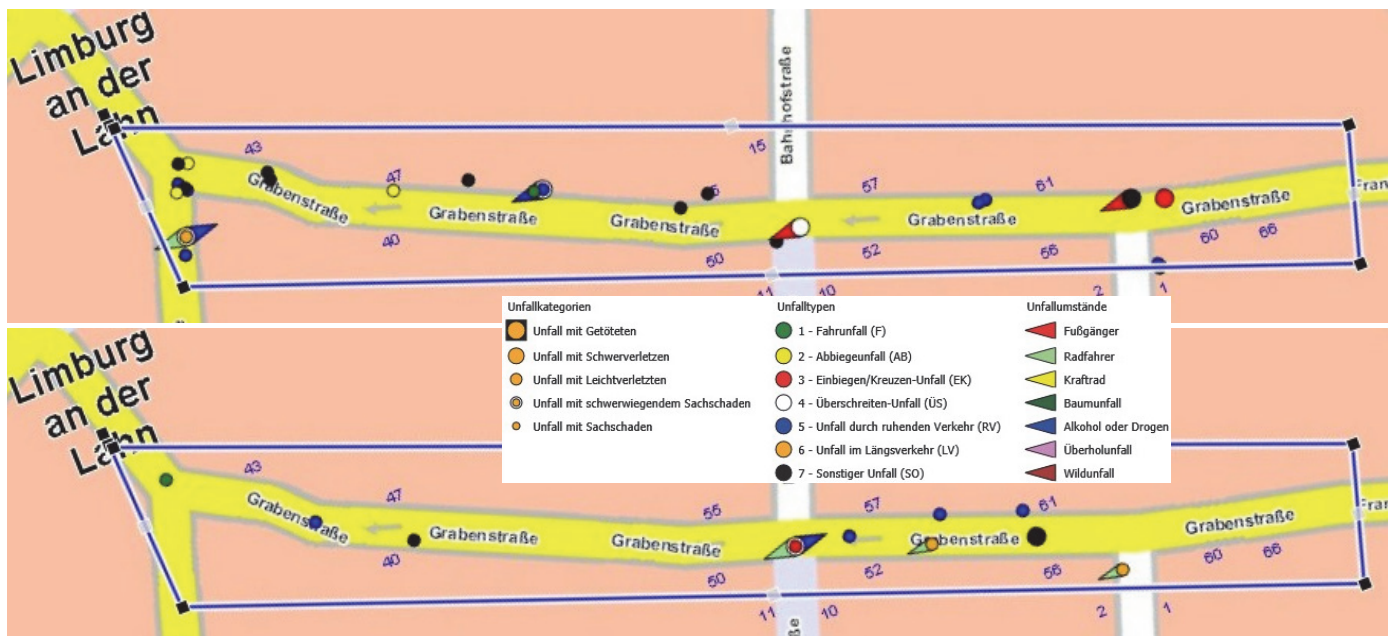 Limburg
an der
Lahn
43
47
15
Bahnhofstraße
57
61
Grabenstraße
Grabenstraße
Grabenstraße
Grabenstraße
Grabenstraße
Fran
40
50
52
56
60
66
11
10
2
1
Unfallkategorien
Unfall mit Getöteten
Unfall mit Schwerverletzen
Unfall mit Leichtverletzten
Unfall mit schwerwiegendem Sachschaden
Unfall mit Sachschaden
Unfalltypen
1 - Fahrunfall (F)
2 - Abbiegeunfall (AB)
3 - Einbiegen/Kreuzen-Unfall (EK)
4 - Überschreiten-Unfall (ÜS)
5 - Unfall durch ruhenden Verkehr (RV)
6 - Unfall im Längsverkehr (LV)
7 - Sonstiger Unfall (SO)
Unfallumstände
Fußgänger
Radfahrer
Kraftrad
Baumunfall
Alkohol oder Drogen
Überholunfall
Wildunfall
Limburg
an der
Lahn
43
47
55
57
61
Grabenstraße
Grabenstraße
Grabenstraße
Grabenstraße
Grabenstraße
Fran
40
50
52
56
60
66
11
10
2
1